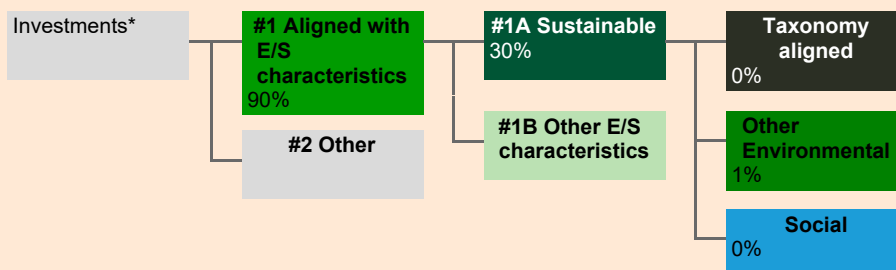 Investments*
#1 Aligned with
E/S
characteristics
90%
#2 Other
#1A Sustainable
30%
#1B Other E/S
characteristics
Taxonomy
aligned
0%
Other
Environmental
1%
Social
0%